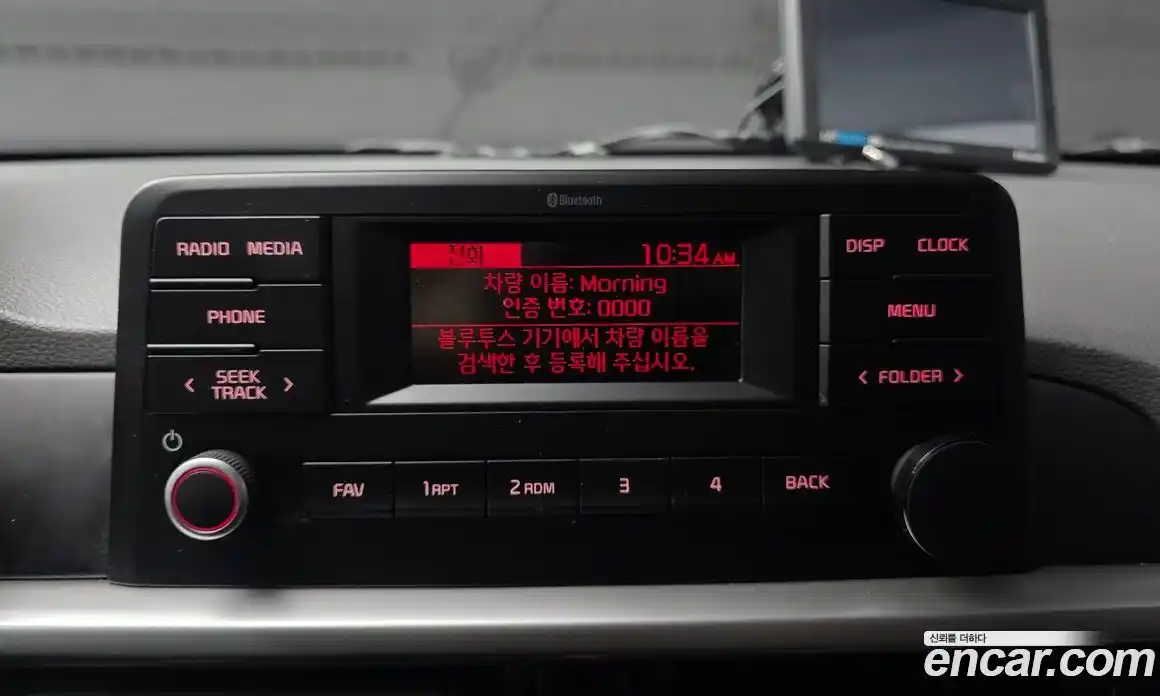 Bluetooth
RADIO MEDIA
PHONE
< SEEK TRACK >
전화 10:34 AM
차량 이름: Morning
인증 번호: 0000
블루투스 기기에서 차량 이름을
검색한 후 등록해 주십시오.
DISP CLOCK
MENU
< FOLDER >
FAV 1 RPT 2 RDM 3 4 BACK
신뢰를 더하다
encar.com